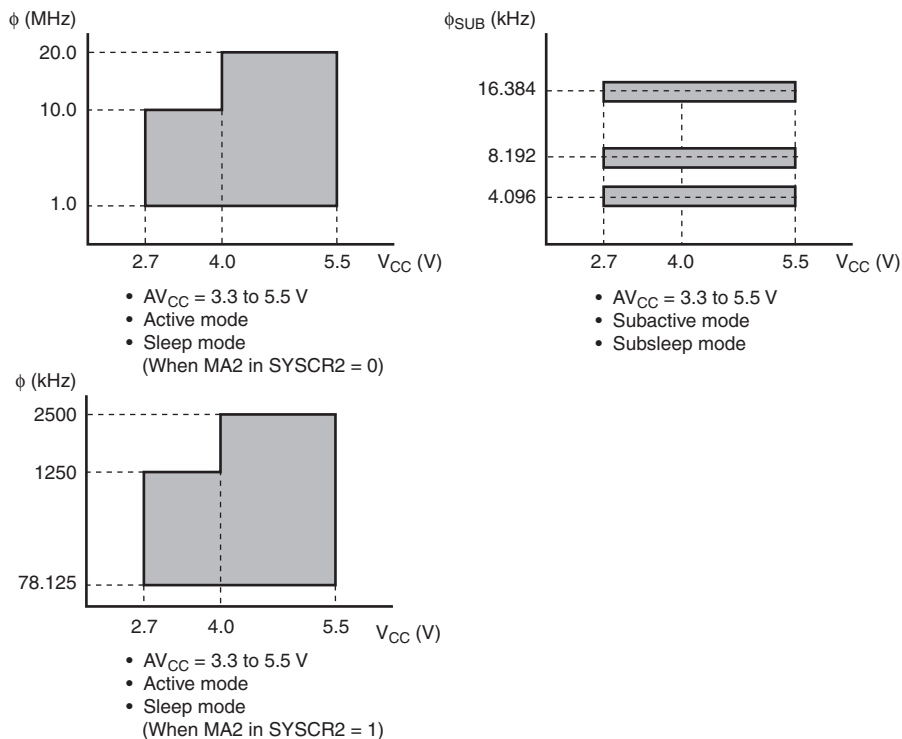 ϕ (MHz)
20.0
10.0
1.0
2.7 4.0 5.5 VCC (V)
• AVCC = 3.3 to 5.5 V
• Active mode
• Sleep mode
(When MA2 in SYSCR2 = 0)
ϕSUB (kHz)
16.384
8.192
4.096
2.7 4.0 5.5 VCC (V)
• AVCC = 3.3 to 5.5 V
• Subactive mode
• Subsleep mode
ϕ (kHz)
2500
1250
78.125
2.7 4.0 5.5 VCC (V)
• AVCC = 3.3 to 5.5 V
• Active mode
• Sleep mode
(When MA2 in SYSCR2 = 1)